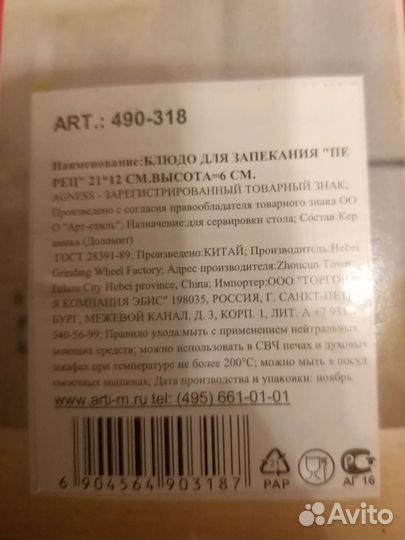 ART.: 490-318
Наименование:БЛЮДО ДЛЯ ЗАПЕКАНИЯ "ПЕ
РЕЦ" 21*12 СМ.ВЫСОТА=6 СМ.
AGNESS - ЗАРЕГИСТРИРОВАННЫЙ ТОВАРНЫЙ ЗНАК,
Произведено с согласия правообладателя товарного знака ОО
О "Арт-стиль"; Назначение: для сервировки стола; Состав:Кер
амика (Доломит)
ГОСТ 28391-89; Произведено:КИТАЙ; Производитель:Hebei
Grinding Wheel Factory; Адрес производителя:Zhoucun Town
City Hebei province, China; Импортер:ООО "ТОРГОВА
Я КОМПАНИЯ ЭБИС" 198035, РОССИЯ, Г. САНКТ-ПЕТЕР
БУРГ, МЕЖЕВОЙ КАНАЛ, Д. 3, КОРП. 1, ЛИТ. А +7 931
340-56-99; Правило ухода:мыть с применением нейтральных
моющих средств; можно использовать в СВЧ печах и духовых
шкафах при температуре не более 200°С; можно мыть в посуд
омоечных машинах; Дата производства и упаковки: ноябрь
www.arti-m.ru tel: (495) 661-01-01
6 904564 903187
PAP
АГ 16
Avito